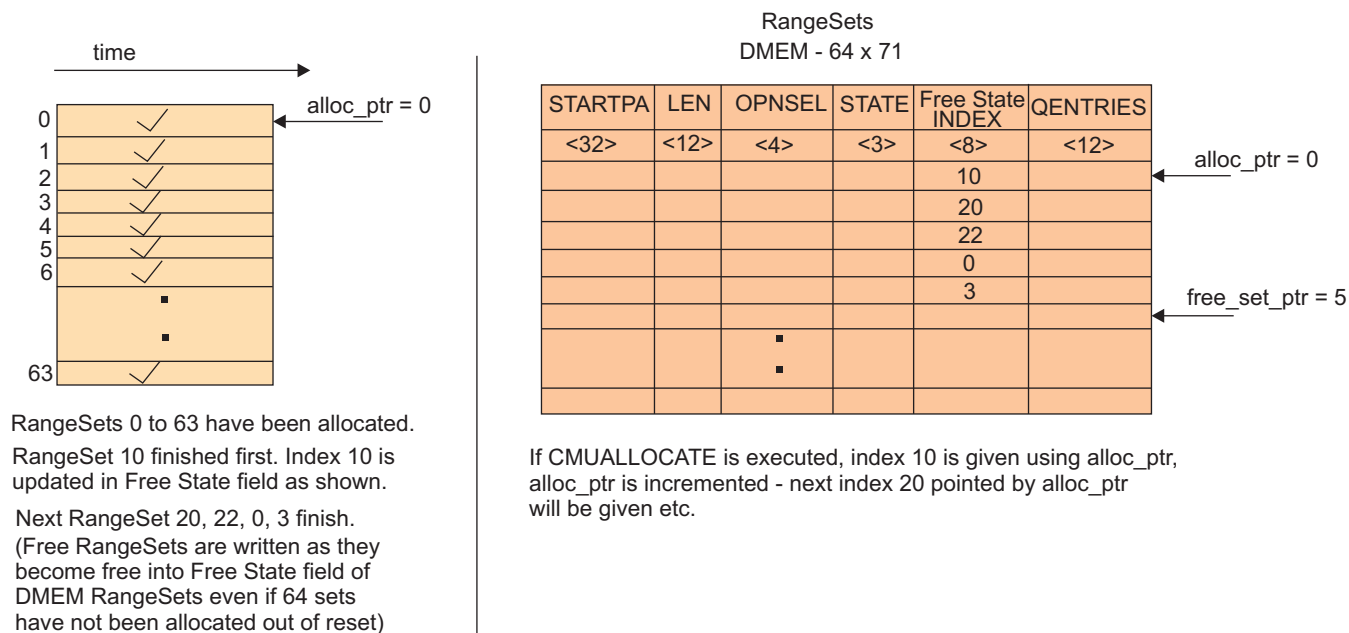 time
alloc_ptr = 0
0
1
2
3
4
5
6
63
RangeSets 0 to 63 have been allocated.
RangeSet 10 finished first. Index 10 is
updated in Free State field as shown.
Next RangeSet 20, 22, 0, 3 finish.
(Free RangeSets are written as they
become free into Free State field of
DMEM RangeSets even if 64 sets
have not been allocated out of reset)
RangeSets
DMEM - 64 x 71
STARTPA LEN OPNSEL STATE Free State INDEX QENTRIES
<32> <12> <4> <3> <8> <12>
alloc_ptr = 0
10
20
22
0
3
free_set_ptr = 5
If CMUALLOCATE is executed, index 10 is given using alloc_ptr,
alloc_ptr is incremented - next index 20 pointed by alloc_ptr
will be given etc.